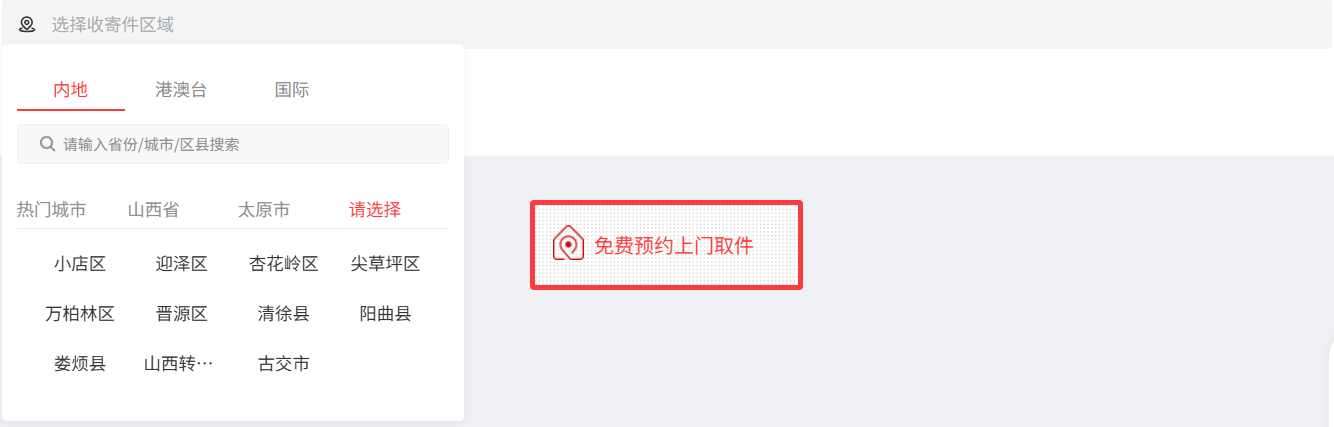 选择收寄件区域
内地 港澳台 国际
请输入省份/城市/区县搜索
热门城市 山西省 太原市 请选择
小店区 迎泽区 杏花岭区 尖草坪区
万柏林区 晋源区 清徐县 阳曲县
娄烦县 山西转… 古交市
免费预约上门取件